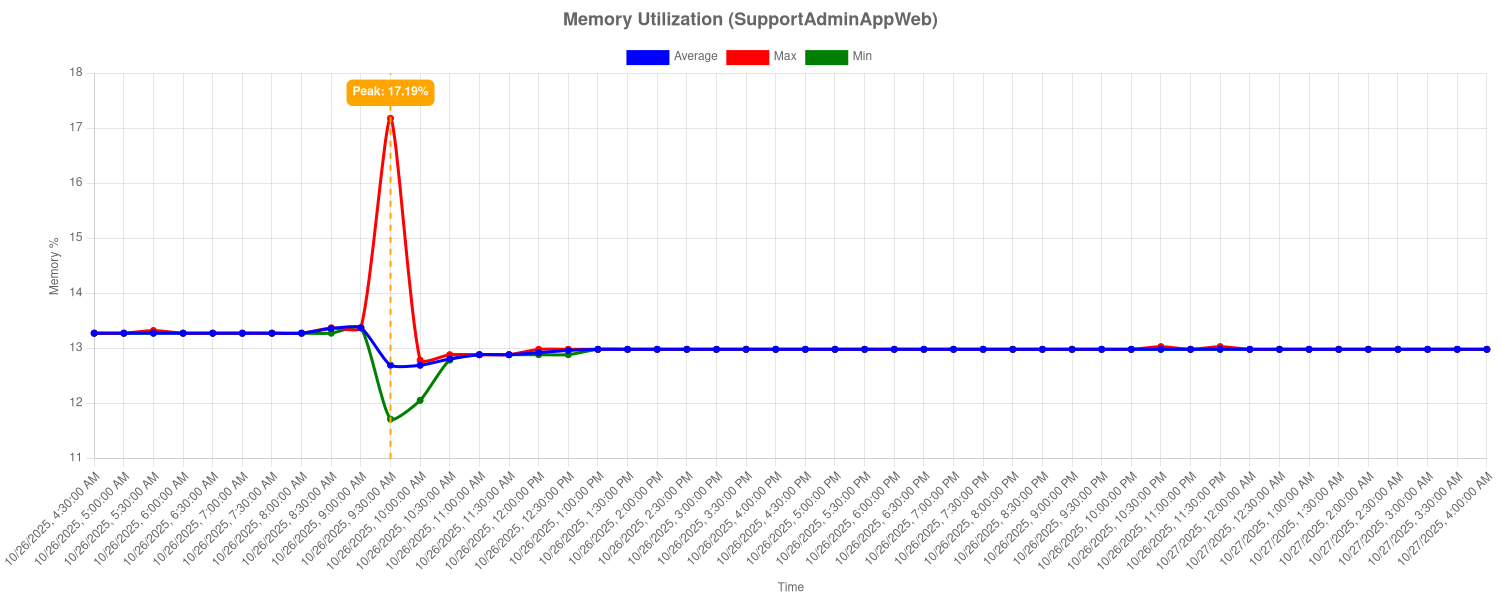 Memory Utilization (SupportAdminAppWeb)
Average Max Min
Peak: 17.19%
18
17
16
15
14
13
12
11
Memory %
10/26/2025, 4:30:00 AM
10/26/2025, 5:00:00 AM
10/26/2025, 5:30:00 AM
10/26/2025, 6:00:00 AM
10/26/2025, 6:30:00 AM
10/26/2025, 7:00:00 AM
10/26/2025, 7:30:00 AM
10/26/2025, 8:00:00 AM
10/26/2025, 8:30:00 AM
10/26/2025, 9:00:00 AM
10/26/2025, 9:30:00 AM
10/26/2025, 10:00:00 AM
10/26/2025, 10:30:00 AM
10/26/2025, 11:00:00 AM
10/26/2025, 11:30:00 AM
10/26/2025, 12:00:00 PM
10/26/2025, 12:30:00 PM
10/26/2025, 1:00:00 PM
10/26/2025, 1:30:00 PM
10/26/2025, 2:00:00 PM
10/26/2025, 2:30:00 PM
10/26/2025, 3:00:00 PM
10/26/2025, 3:30:00 PM
10/26/2025, 4:00:00 PM
10/26/2025, 4:30:00 PM
10/26/2025, 5:00:00 PM
10/26/2025, 5:30:00 PM
10/26/2025, 6:00:00 PM
10/26/2025, 6:30:00 PM
10/26/2025, 7:00:00 PM
10/26/2025, 7:30:00 PM
10/26/2025, 8:00:00 PM
10/26/2025, 8:30:00 PM
10/26/2025, 9:00:00 PM
10/26/2025, 9:30:00 PM
10/26/2025, 10:00:00 PM
10/26/2025, 10:30:00 PM
10/26/2025, 11:00:00 PM
10/26/2025, 11:30:00 PM
10/27/2025, 12:00:00 AM
10/27/2025, 12:30:00 AM
10/27/2025, 1:00:00 AM
10/27/2025, 1:30:00 AM
10/27/2025, 2:00:00 AM
10/27/2025, 2:30:00 AM
10/27/2025, 3:00:00 AM
10/27/2025, 3:30:00 AM
10/27/2025, 4:00:00 AM
Time